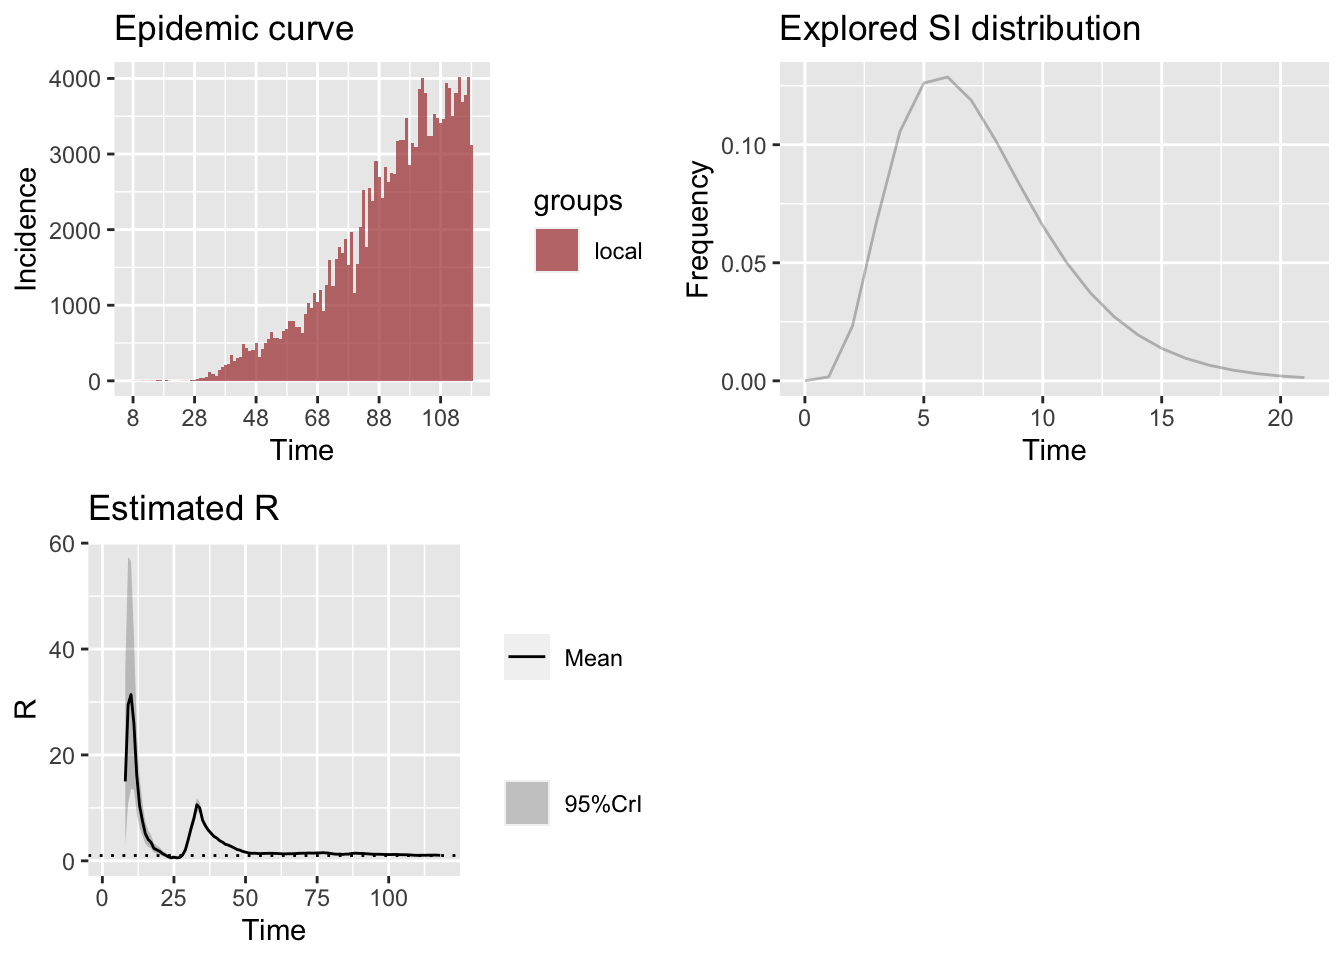 Epidemic curve
4000
3000
2000
1000
0
Incidence
8 28 48 68 88 108
Time
groups
local
Explored SI distribution
0.10
0.05
0.00
Frequency
0 5 10 15 20
Time
Estimated R
60
40
20
0
R
0 25 50 75 100
Time
Mean
95%CrI